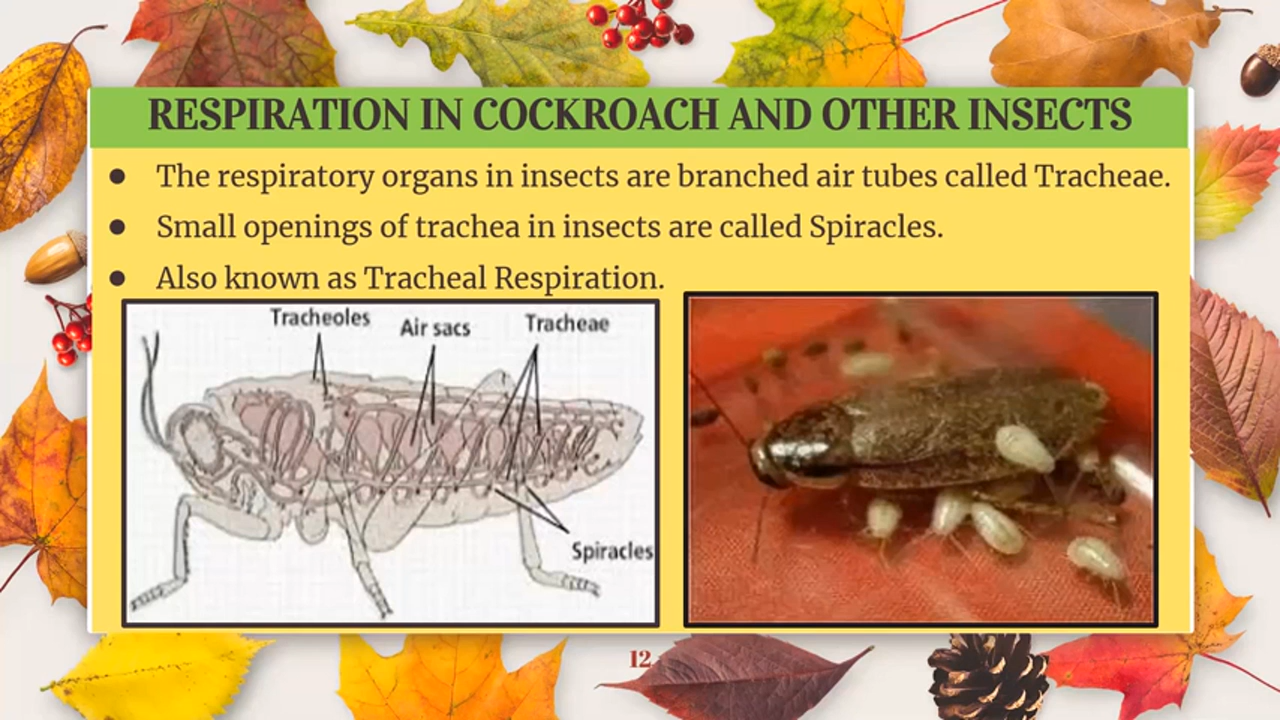 RESPIRATION IN COCKROACH AND OTHER INSECTS
● The respiratory organs in insects are branched air tubes called Tracheae.
● Small openings of trachea in insects are called Spiracles.
● Also known as Tracheal Respiration.
Tracheoles
Air sacs
Tracheae
Spiracles
12